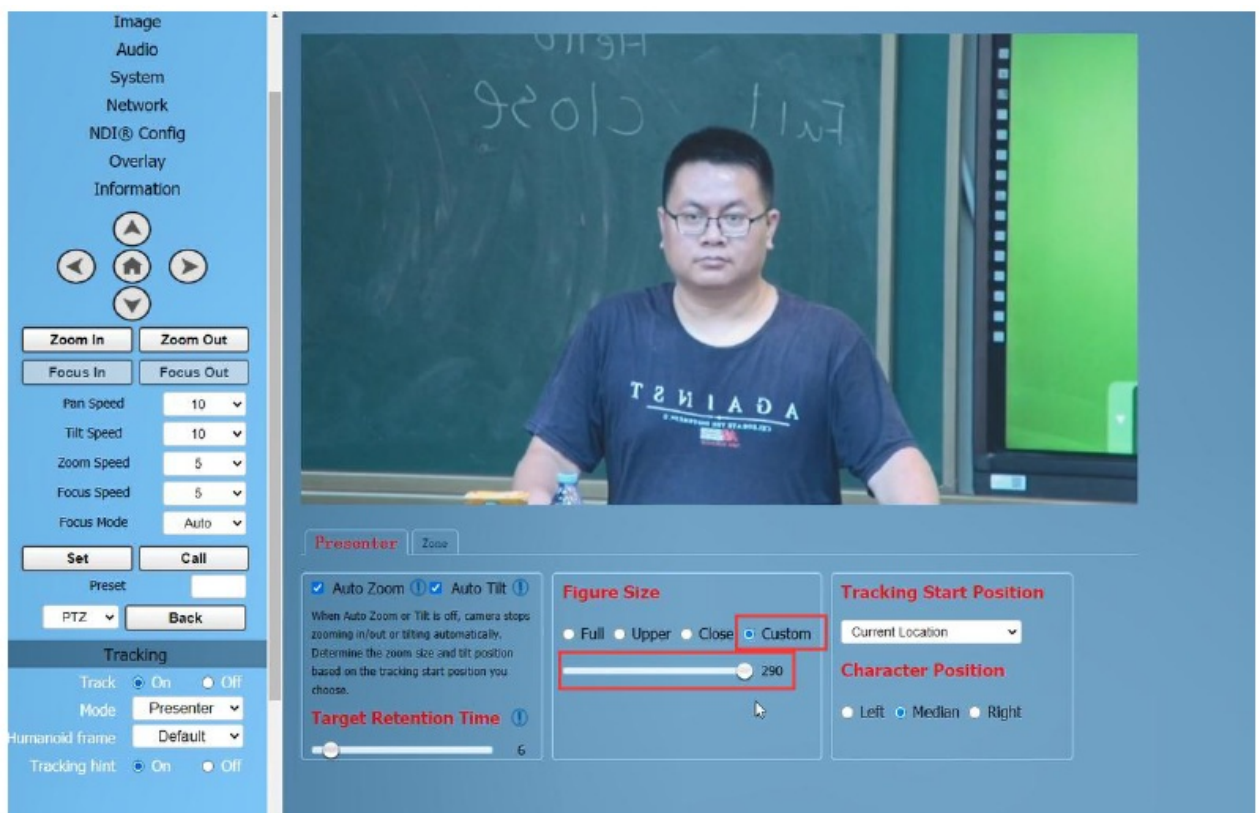 Image
Audio
System
Network
NDI® Config
Overlay
Information
Zoom In Zoom Out
Focus In Focus Out
Pan Speed 10
Tilt Speed 10
Zoom Speed 5
Focus Speed 5
Focus Mode Auto
Set Call
Preset
PTZ Back
Tracking
Track On Off
Mode Presenter
Humanoid frame Default
Tracking hint On Off
Hello
Full Close
AGAINST
Presenter Zone
Auto Zoom Auto Tilt
When Auto Zoom or Tilt is off, camera stops
zooming in/out or tilting automatically.
Determine the zoom size and tilt position
based on the tracking start position you
choose.
Target Retention Time
6
Figure Size
Full Upper Close Custom
290
Tracking Start Position
Current Location
Character Position
Left Median Right